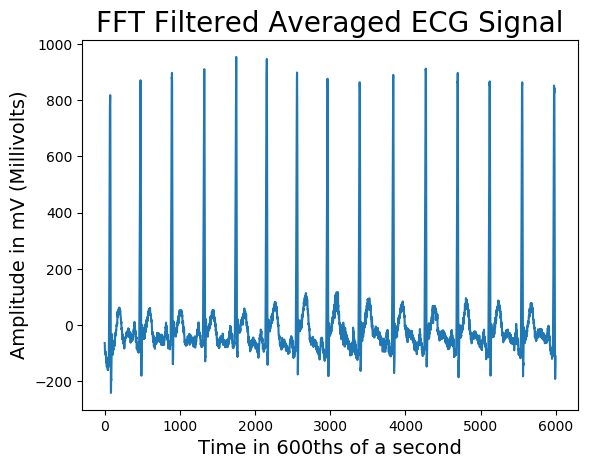 FFT Filtered Averaged ECG Signal
1000
800
600
400
200
0
−200
Amplitude in mV (Millivolts)
0 1000 2000 3000 4000 5000 6000
Time in 600ths of a second